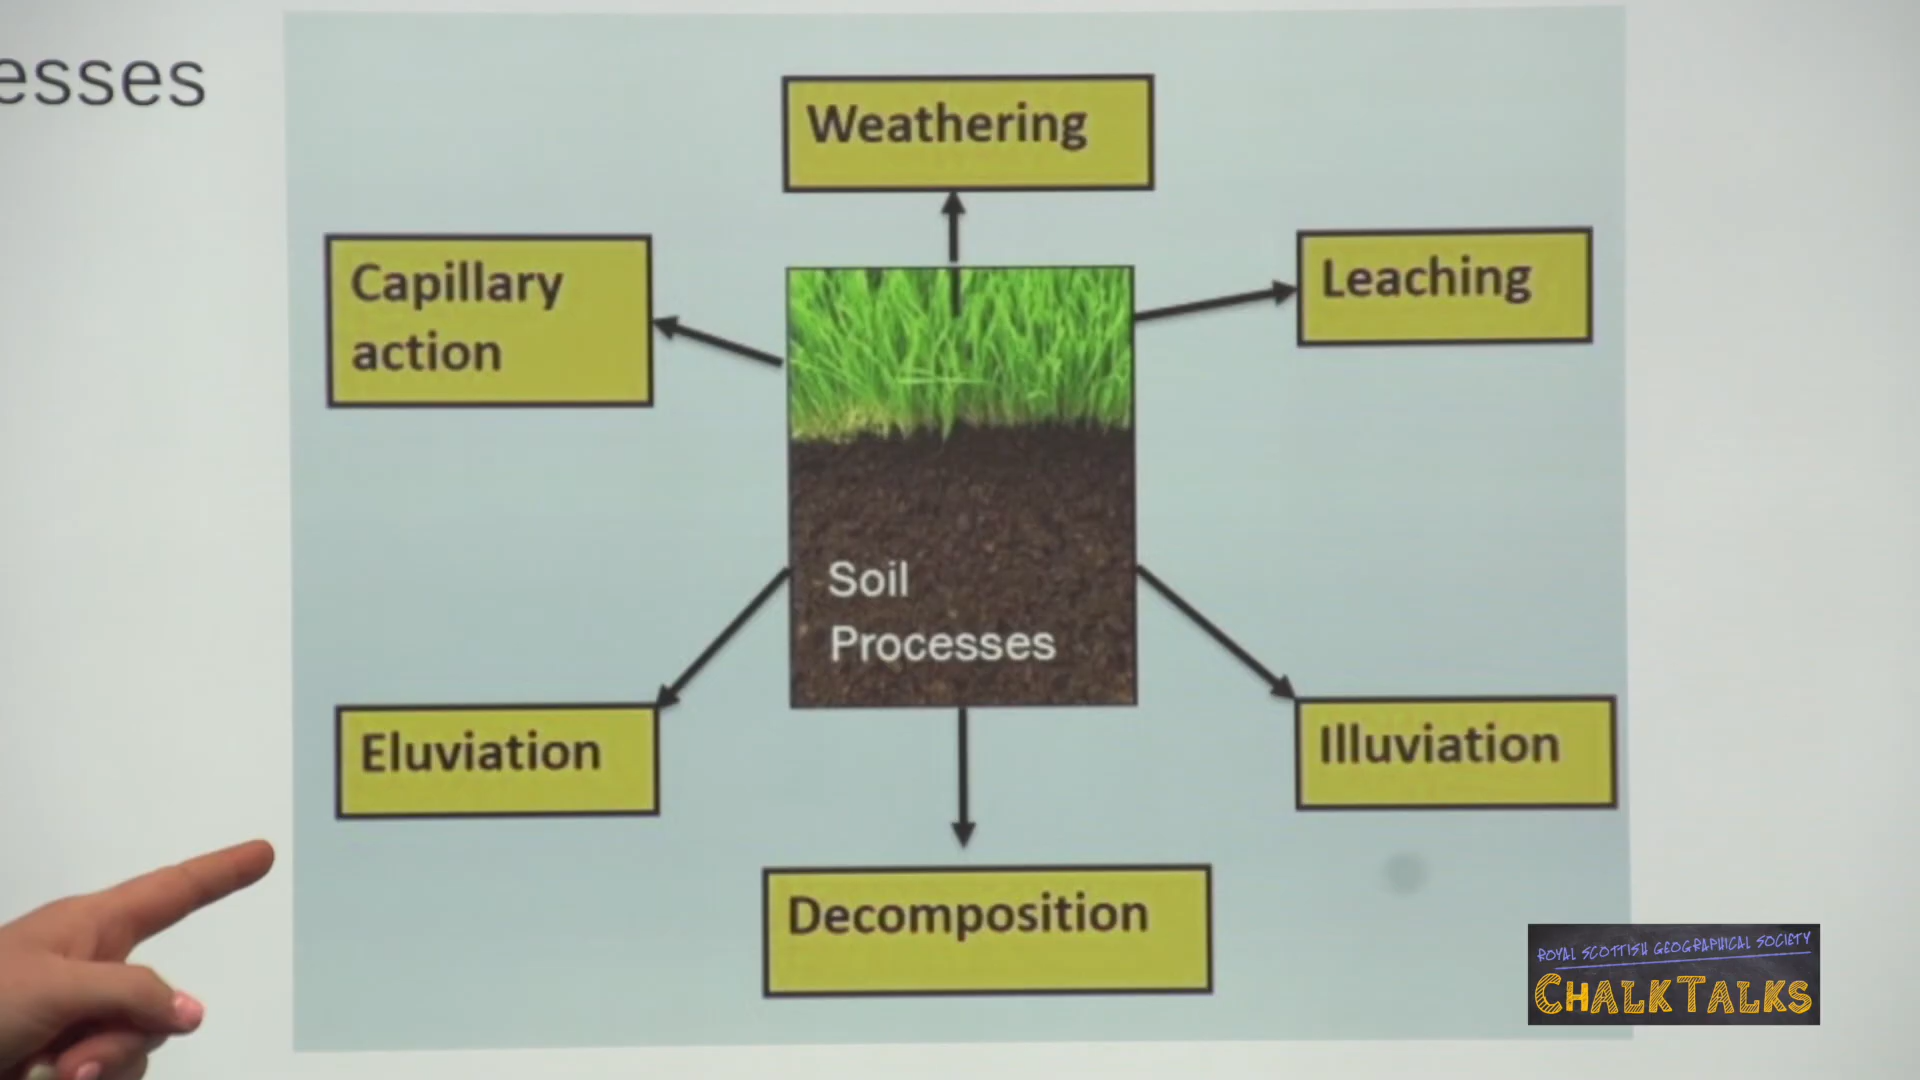 esses
Weathering
Capillary
action
Leaching
Soil
Processes
Eluviation
Illuviation
Decomposition
ROYAL SCOTTISH GEOGRAPHICAL SOCIETY
CHALKTALKS